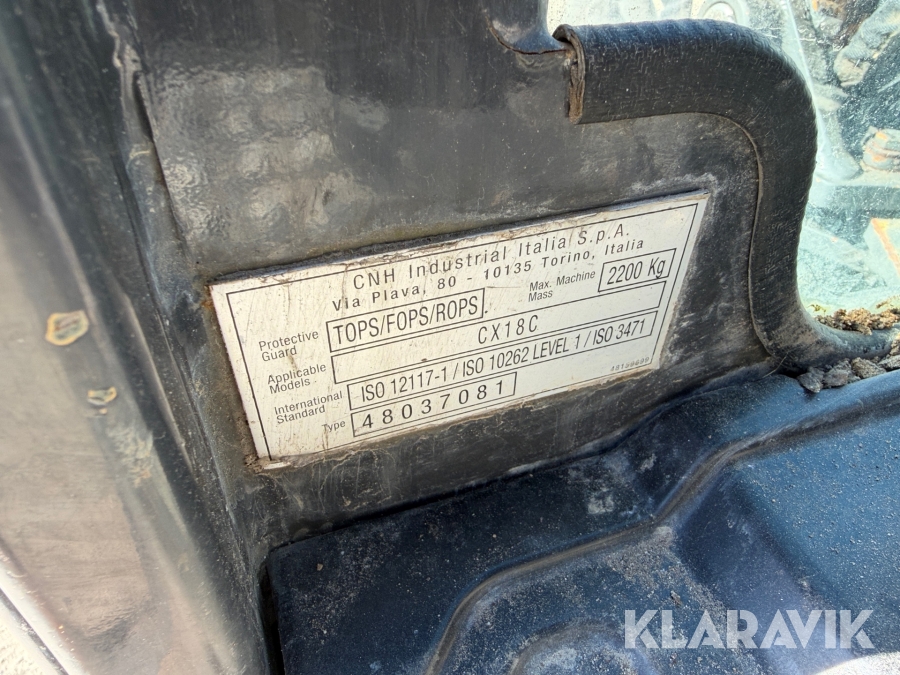 CNH Industrial Italia S.p.A.
Via Plava, 80 - 10135 Torino, Italia
Protective Guard TOPS/FOPS/ROPS Max. Machine Mass 2200 Kg
Applicable Models CX18C
International Standard ISO 12117-1 / ISO 10262 LEVEL 1 / ISO 3471
Type 48037081
KLARAVIK